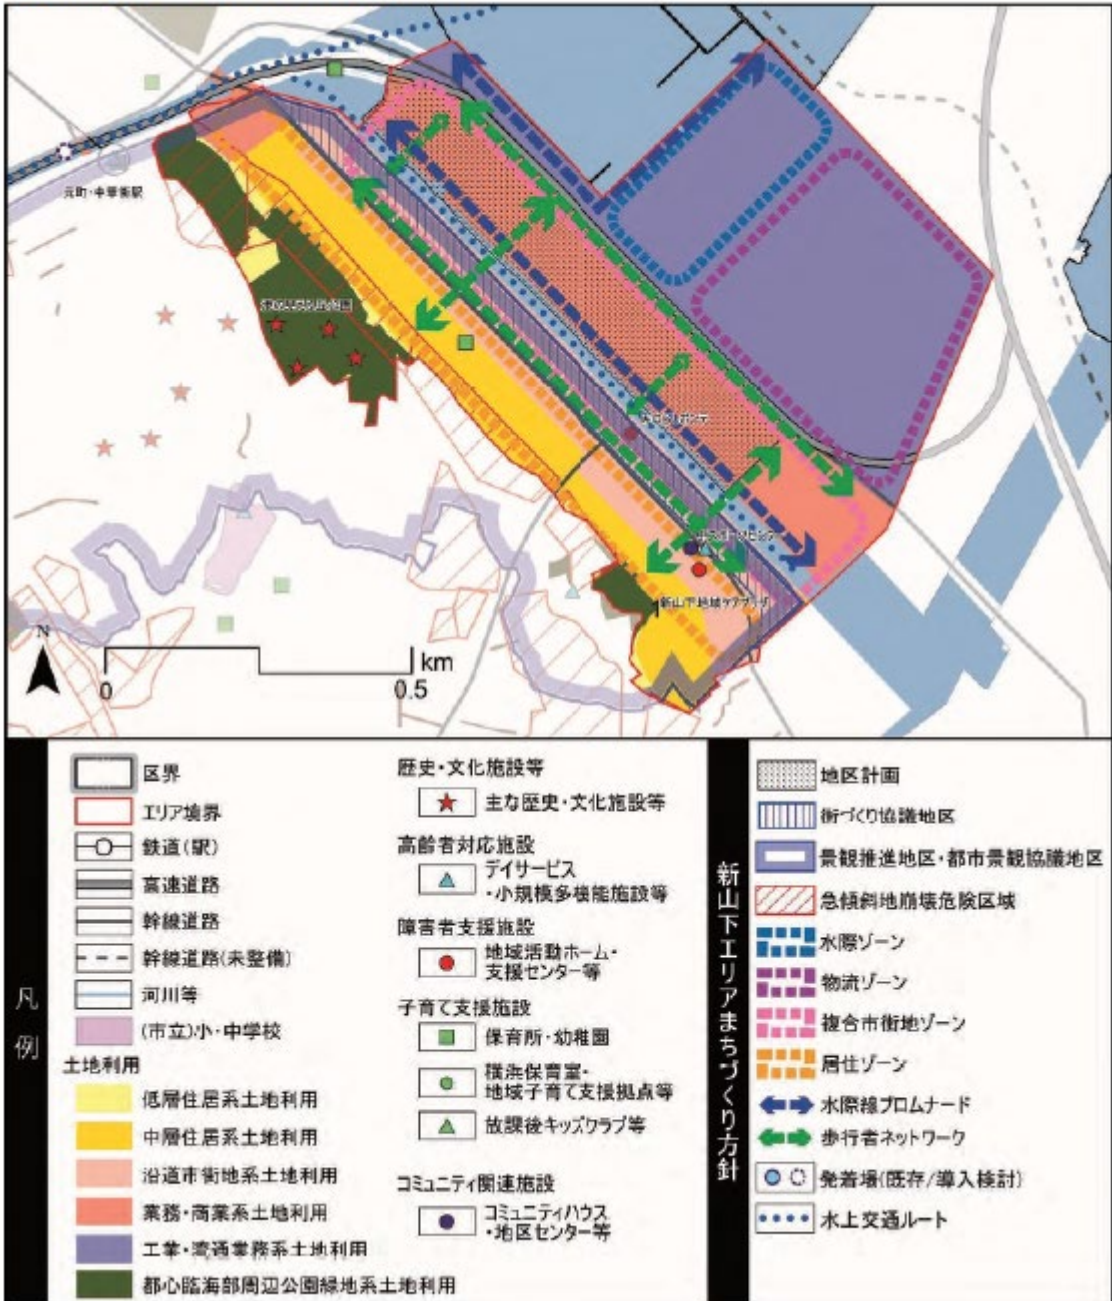 元町・中華街駅
港の見える丘公園
新山下地域ケアプラザ
N
0
0.5
km
凡例
区界
エリア境界
鉄道(駅)
高速道路
幹線道路
幹線道路(未整備)
河川等
(市立)小・中学校
土地利用
低層住居系土地利用
中層住居系土地利用
沿道市街地系土地利用
業務・商業系土地利用
工業・流通業務系土地利用
都心臨海部周辺公園緑地系土地利用
歴史・文化施設等
主な歴史・文化施設等
高齢者対応施設
デイサービス
・小規模多機能施設等
障害者支援施設
地域活動ホーム・
支援センター等
子育て支援施設
保育所・幼稚園
横浜保育室・
地域子育て支援拠点等
放課後キッズクラブ等
コミュニティ関連施設
コミュニティハウス
・地区センター等
新山下エリアまちづくり方針
地区計画
街づくり協議地区
景観推進地区・都市景観協議地区
急傾斜地崩壊危険区域
水際ゾーン
物流ゾーン
複合市街地ゾーン
居住ゾーン
水際線プロムナード
歩行者ネットワーク
発着場(既存/導入検討)
水上交通ルート